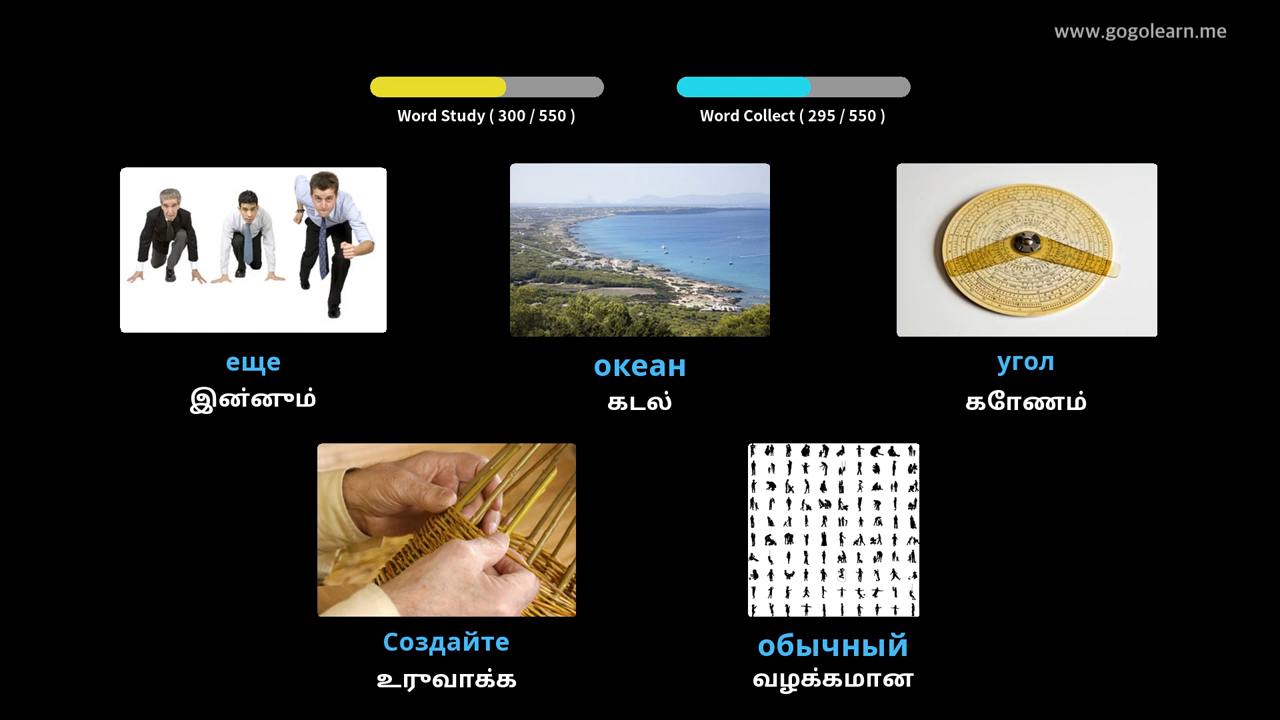 www.gogolearn.me
Word Study ( 300 / 550 )
Word Collect ( 295 / 550 )
еще
இன்னும்
океан
கடல்
угол
கோணம்
Создайте
உருவாக்க
обычный
வழக்கமான